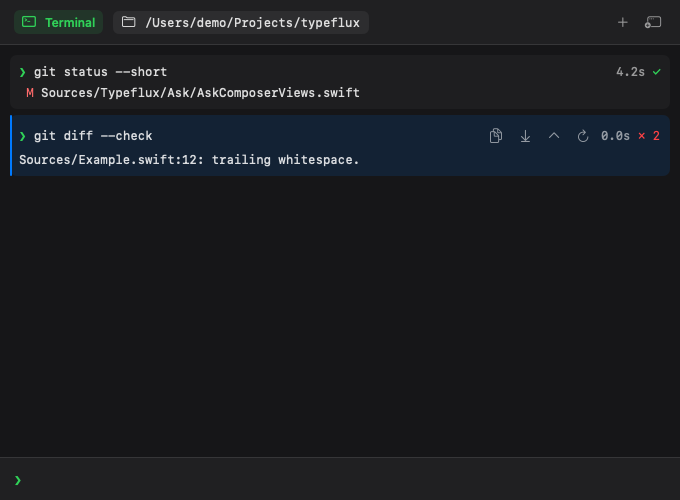 Terminal /Users/demo/Projects/typeflux
❯ git status --short 4.2s ✓
M Sources/Typeflux/Ask/AskComposerViews.swift
❯ git diff --check 0.0s × 2
Sources/Example.swift:12: trailing whitespace.
❯